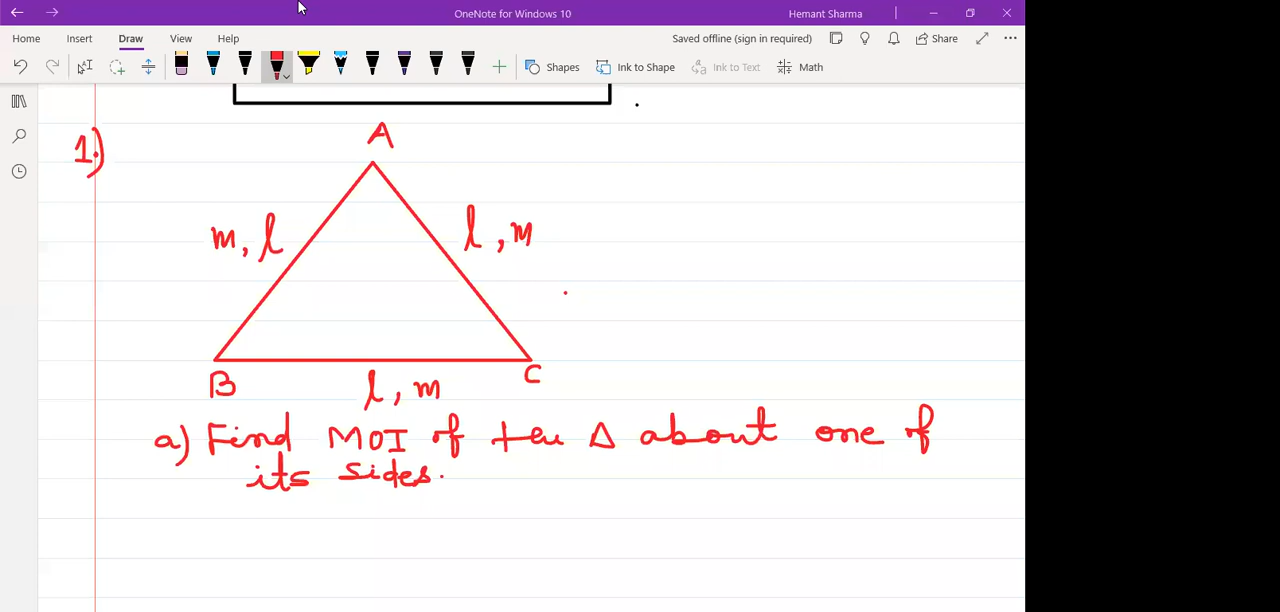 OneNote for Windows 10
Hemant Sharma
Home Insert Draw View Help
Saved offline (sign in required)
Share
Shapes
Ink to Shape
Ink to Text
Math
1.)
A
m, l
l, m
B
C
l, m
a) Find MOI of the Δ about one of
its sides.